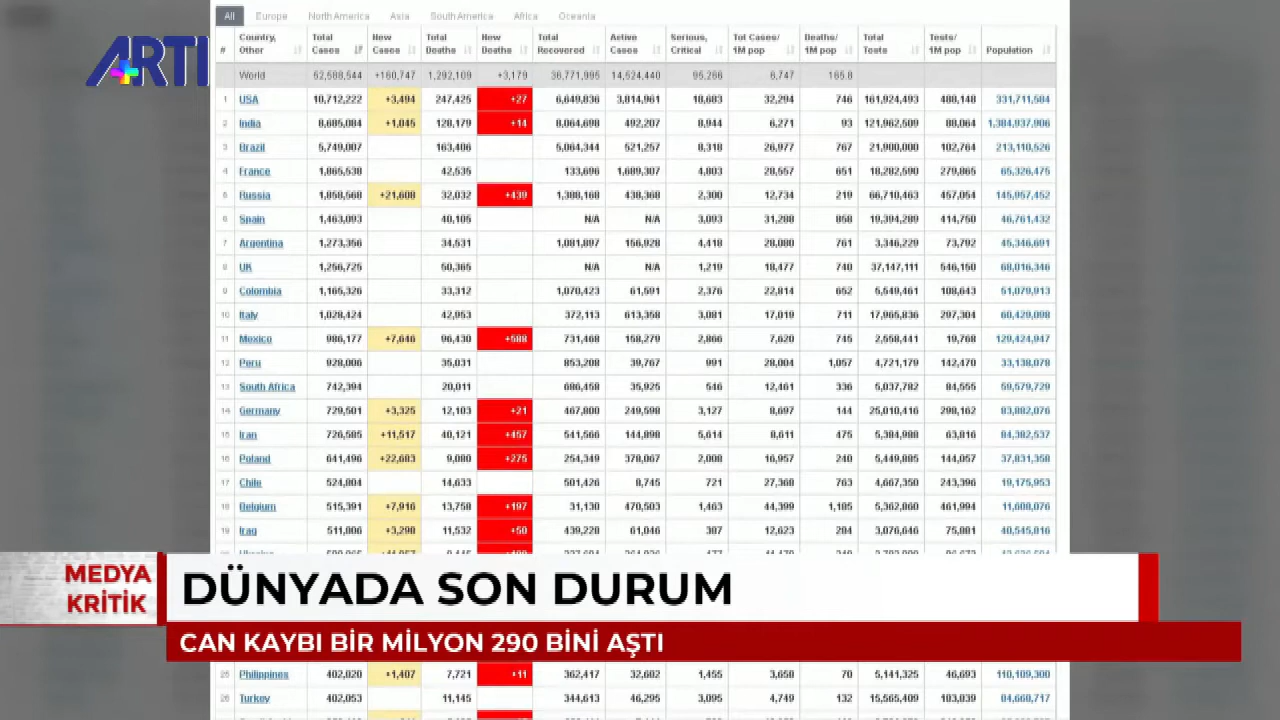 All Europe North America Asia South America Africa Oceania
ARTI
# Country, Other Total Cases New Cases Total Deaths New Deaths Total Recovered Active Cases Serious, Critical Tot Cases/ 1M pop Deaths/ 1M pop Total Tests Tests/ 1M pop Population
World 52,588,544 +160,747 1,292,109 +3,179 36,771,995 14,524,440 95,266 6,747 165.8
1 USA 10,712,222 +3,494 247,425 +27 6,649,836 3,814,961 18,683 32,294 746 161,924,493 488,148 331,711,584
2 India 8,685,084 +1,045 128,179 +14 8,064,698 492,207 8,944 6,271 93 121,962,509 88,064 1,384,937,906
3 Brazil 5,749,007 163,406 5,064,344 521,257 8,318 26,977 767 21,900,000 102,764 213,110,526
4 France 1,865,538 42,535 133,696 1,689,307 4,803 28,557 651 18,282,590 279,865 65,326,475
5 Russia 1,858,568 +21,608 32,032 +439 1,388,168 438,368 2,300 12,734 219 66,710,463 457,054 145,957,452
6 Spain 1,463,093 40,105 N/A N/A 3,093 31,288 858 19,394,289 414,750 46,761,432
7 Argentina 1,273,356 34,531 1,081,897 156,928 4,418 28,080 761 3,346,229 73,792 45,346,691
8 UK 1,256,725 50,365 N/A N/A 1,219 18,477 740 37,147,111 546,150 68,016,346
9 Colombia 1,165,326 33,312 1,070,423 61,591 2,376 22,814 652 5,549,461 108,643 51,079,913
10 Italy 1,028,424 42,953 372,113 613,358 3,081 17,019 711 17,965,836 297,304 60,429,098
11 Mexico 986,177 +7,646 96,430 +588 731,468 158,279 2,866 7,620 745 2,558,441 19,768 129,424,947
12 Peru 928,006 35,031 853,208 39,767 991 28,004 1,057 4,721,179 142,470 33,138,078
13 South Africa 742,394 20,011 686,458 35,925 546 12,461 336 5,037,782 84,555 59,579,729
14 Germany 729,501 +3,325 12,103 +21 467,800 249,598 3,127 8,697 144 25,010,416 298,162 83,882,076
15 Iran 726,585 +11,517 40,121 +457 541,566 144,898 5,614 8,611 475 5,384,988 63,816 84,382,537
16 Poland 641,496 +22,683 9,080 +275 254,349 378,067 2,008 16,957 240 5,449,885 144,057 37,831,358
17 Chile 524,804 14,633 501,426 8,745 721 27,368 763 4,667,350 243,396 19,175,953
18 Belgium 515,391 +7,916 13,758 +197 31,130 470,503 1,463 44,399 1,185 5,362,860 461,994 11,608,076
19 Iraq 511,806 +3,298 11,532 +50 439,228 61,046 387 12,623 284 3,076,646 75,881 40,545,816
MEDYA KRİTİK
DÜNYADA SON DURUM
CAN KAYBI BİR MİLYON 290 BİNİ AŞTI
25 Philippines 402,820 +1,407 7,721 +11 362,417 32,682 1,455 3,658 70 5,141,325 46,693 110,109,300
26 Turkey 402,053 11,145 344,613 46,295 3,095 4,749 132 15,565,409 183,839 84,668,717